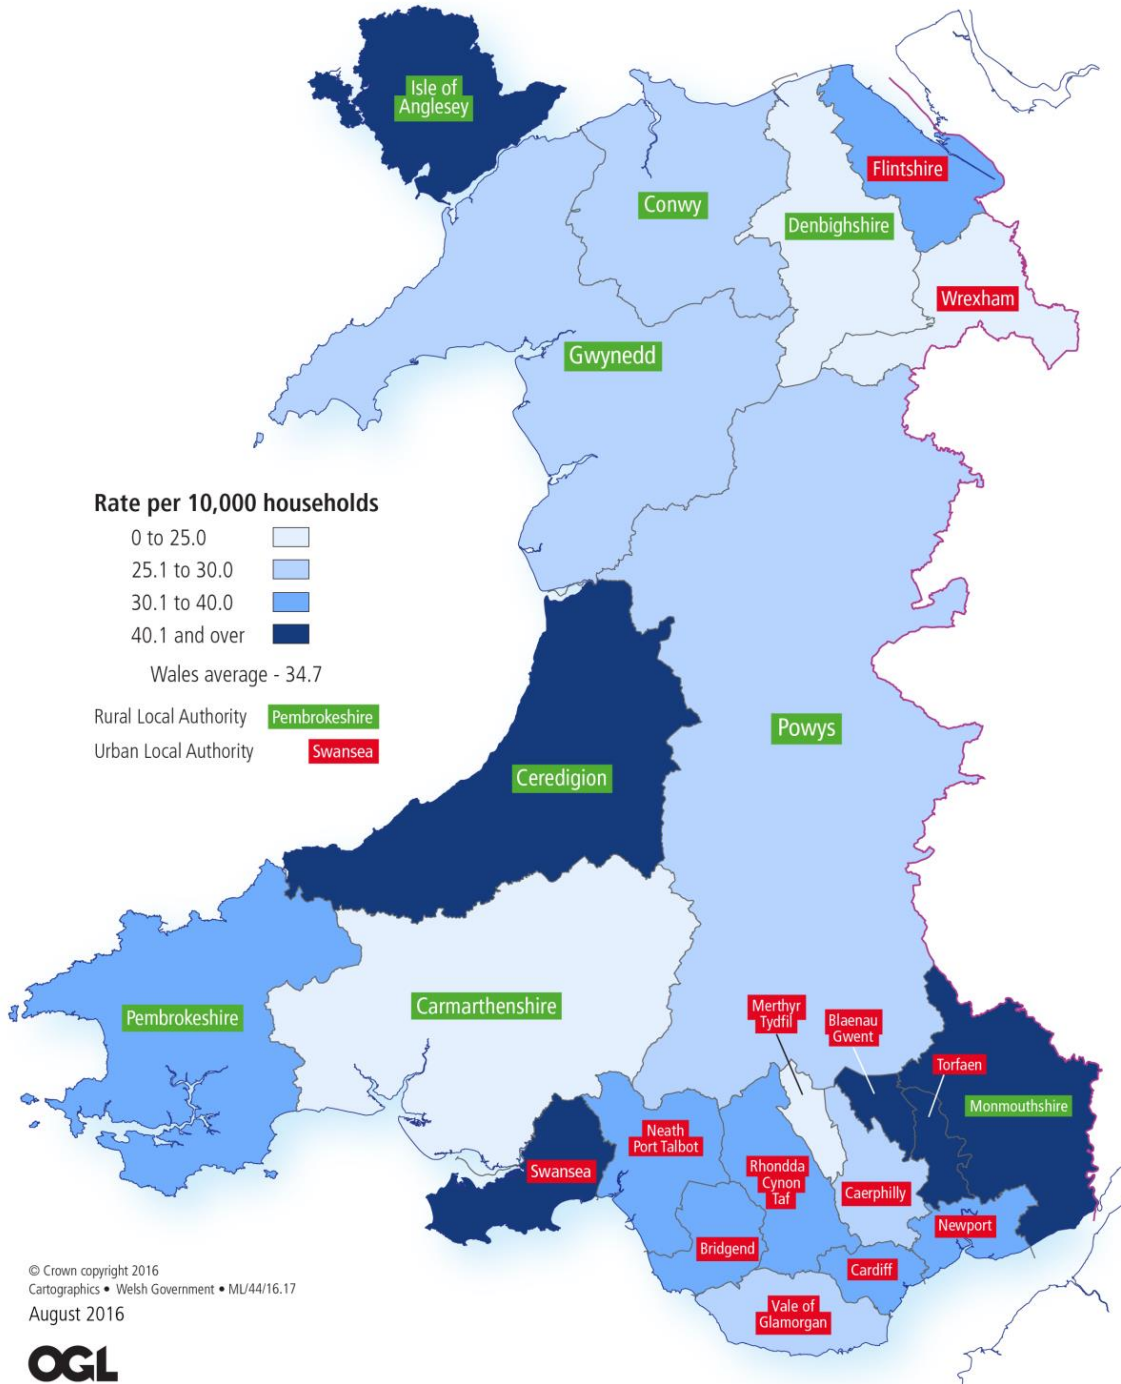 Isle of
Anglesey
Flintshire
Conwy
Denbighshire
Wrexham
Gwynedd
Rate per 10,000 households
0 to 25.0
25.1 to 30.0
30.1 to 40.0
40.1 and over
Wales average - 34.7
Rural Local Authority Pembrokeshire
Urban Local Authority Swansea
Powys
Ceredigion
Carmarthenshire
Pembrokeshire
Merthyr
Tydfil
Blaenau
Gwent
Torfaen
Monmouthshire
Neath
Port Talbot
Swansea
Rhondda
Cynon
Taf
Caerphilly
Newport
Bridgend
Cardiff
Vale of
Glamorgan
© Crown copyright 2016
Cartographics • Welsh Government • ML/44/16.17
August 2016
OGL